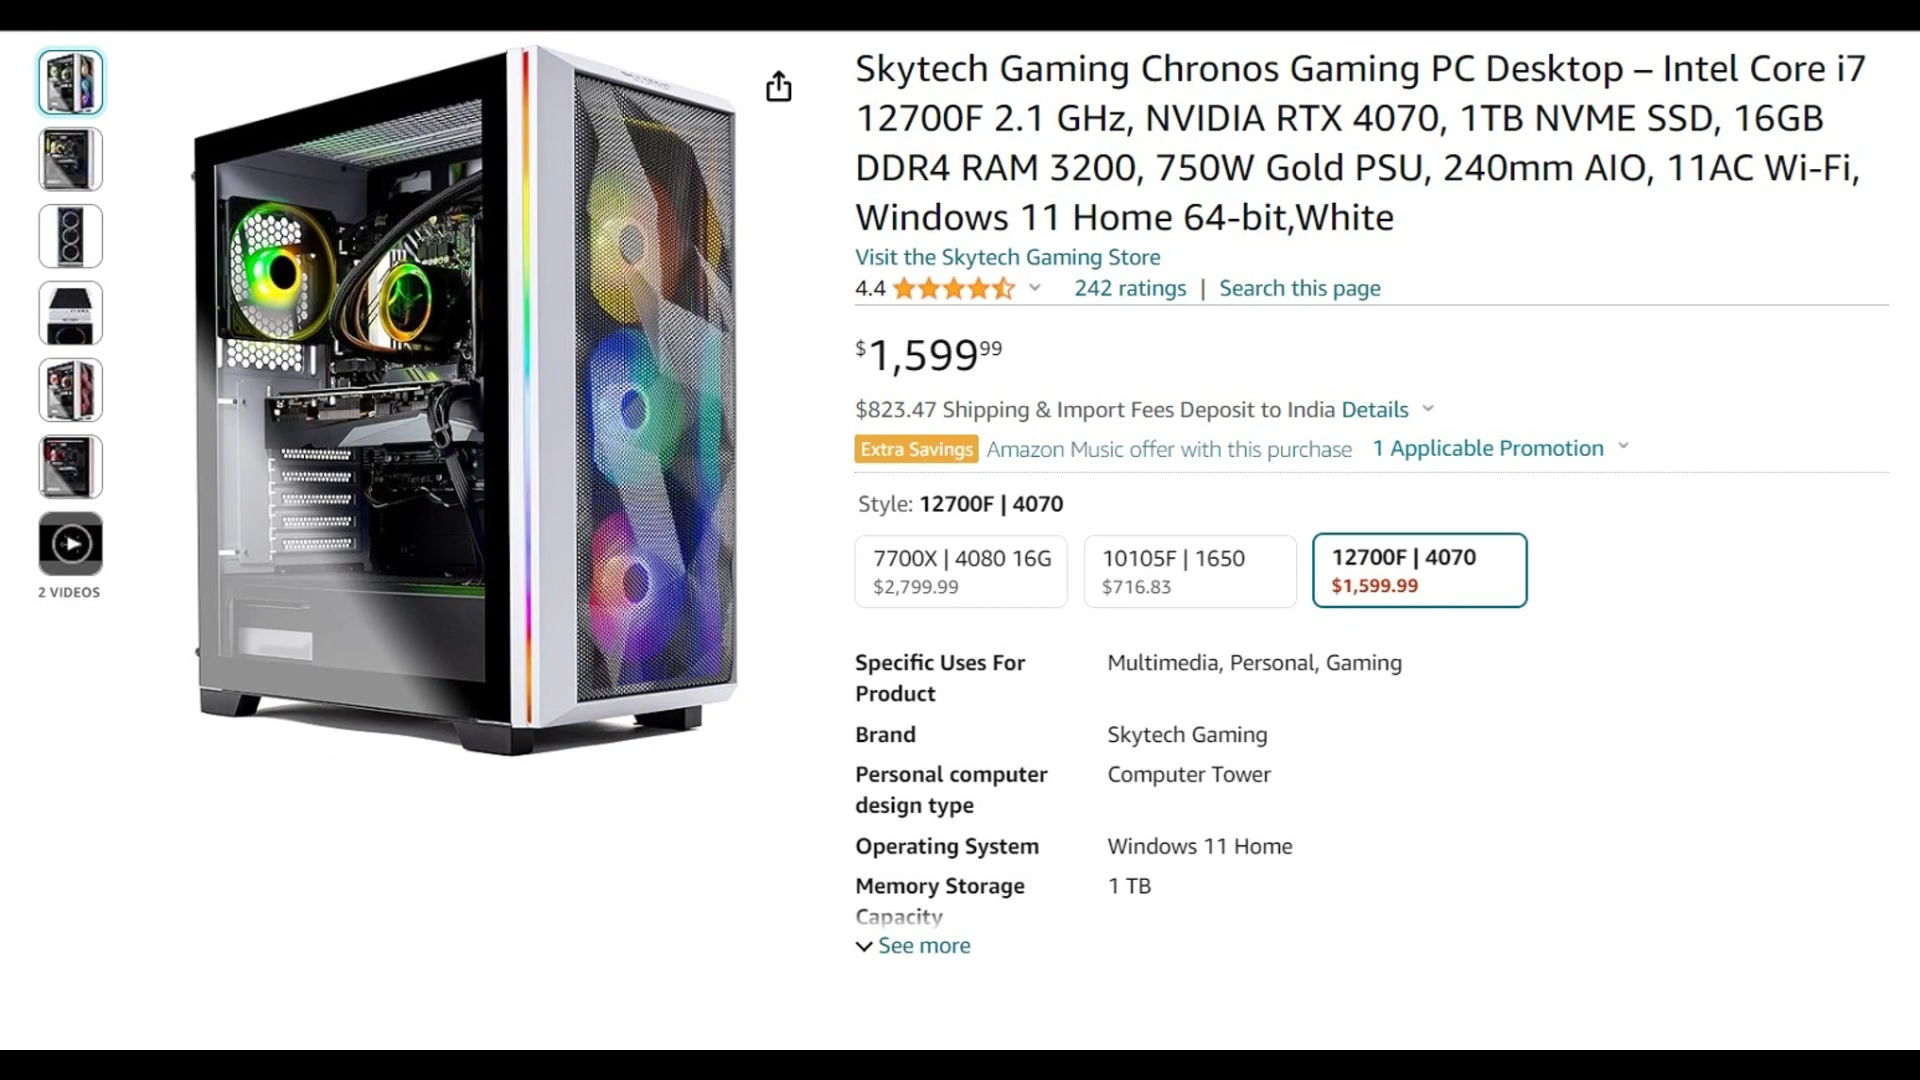 Skytech Gaming Chronos Gaming PC Desktop – Intel Core i7
12700F 2.1 GHz, NVIDIA RTX 4070, 1TB NVME SSD, 16GB
DDR4 RAM 3200, 750W Gold PSU, 240mm AIO, 11AC Wi-Fi,
Windows 11 Home 64-bit,White
Visit the Skytech Gaming Store
4.4 242 ratings | Search this page
$1,599 99
$823.47 Shipping & Import Fees Deposit to India Details
Extra Savings Amazon Music offer with this purchase 1 Applicable Promotion
Style: 12700F | 4070
7700X | 4080 16G
$2,799.99
10105F | 1650
$716.83
12700F | 4070
$1,599.99
Specific Uses For Product Multimedia, Personal, Gaming
Brand Skytech Gaming
Personal computer design type Computer Tower
Operating System Windows 11 Home
Memory Storage Capacity 1 TB
See more
2 VIDEOS